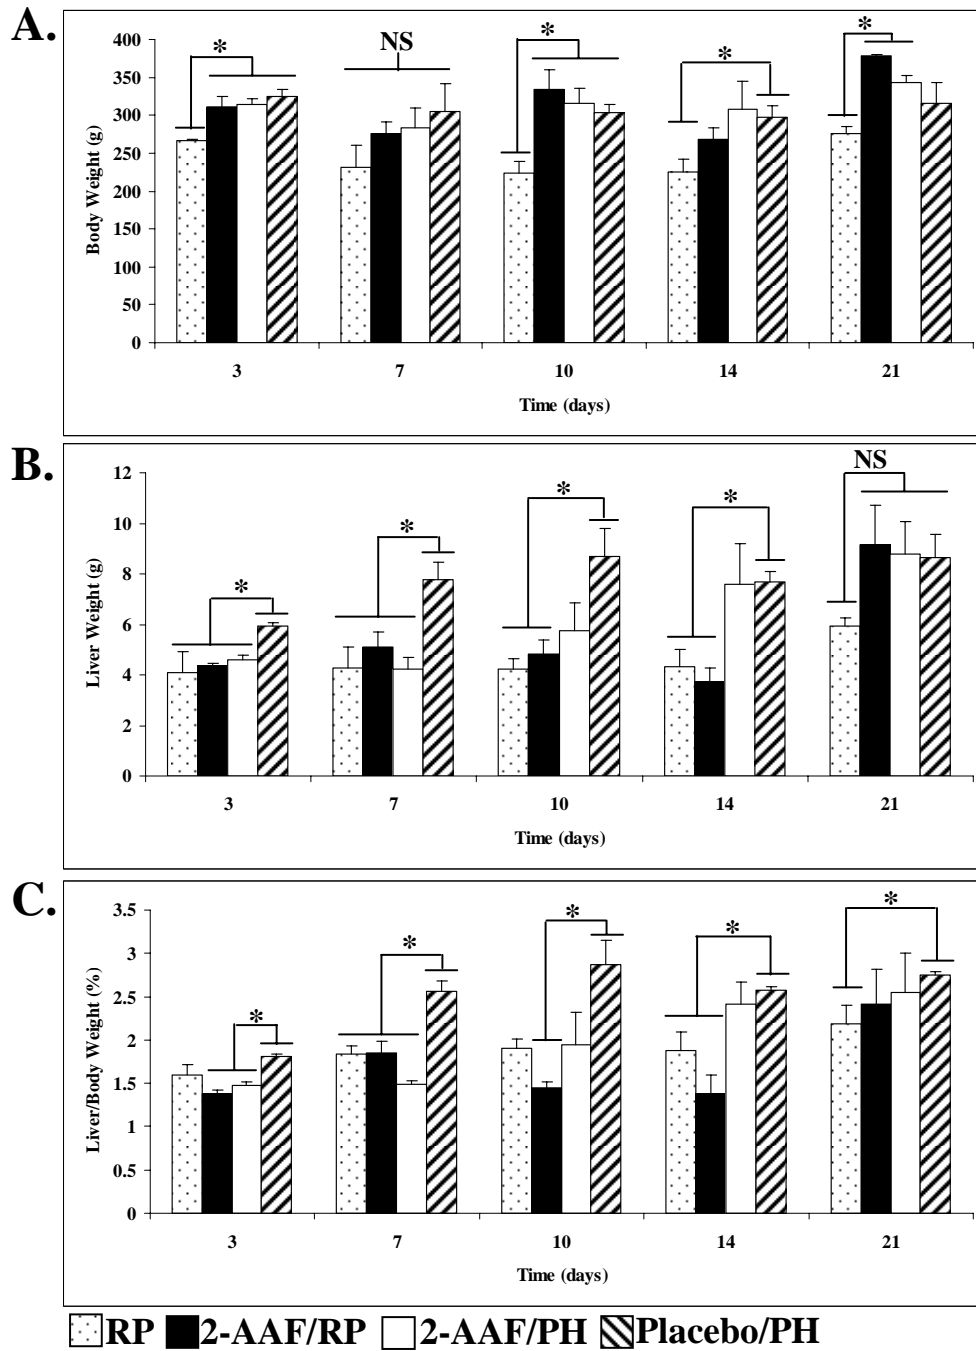 A.
400
350
300
250
200
150
100
50
0
Body Weight (g)
*
NS
*
*
*
3 7 10 14 21
Time (days)
B.
12
10
8
6
4
2
0
Liver Weight (g)
*
*
*
*
NS
3 7 10 14 21
Time (days)
C.
3.5
3
2.5
2
1.5
1
0.5
0
Liver/Body Weight (%)
*
*
*
*
*
3 7 10 14 21
Time (days)
RP 2-AAF/RP 2-AAF/PH Placebo/PH